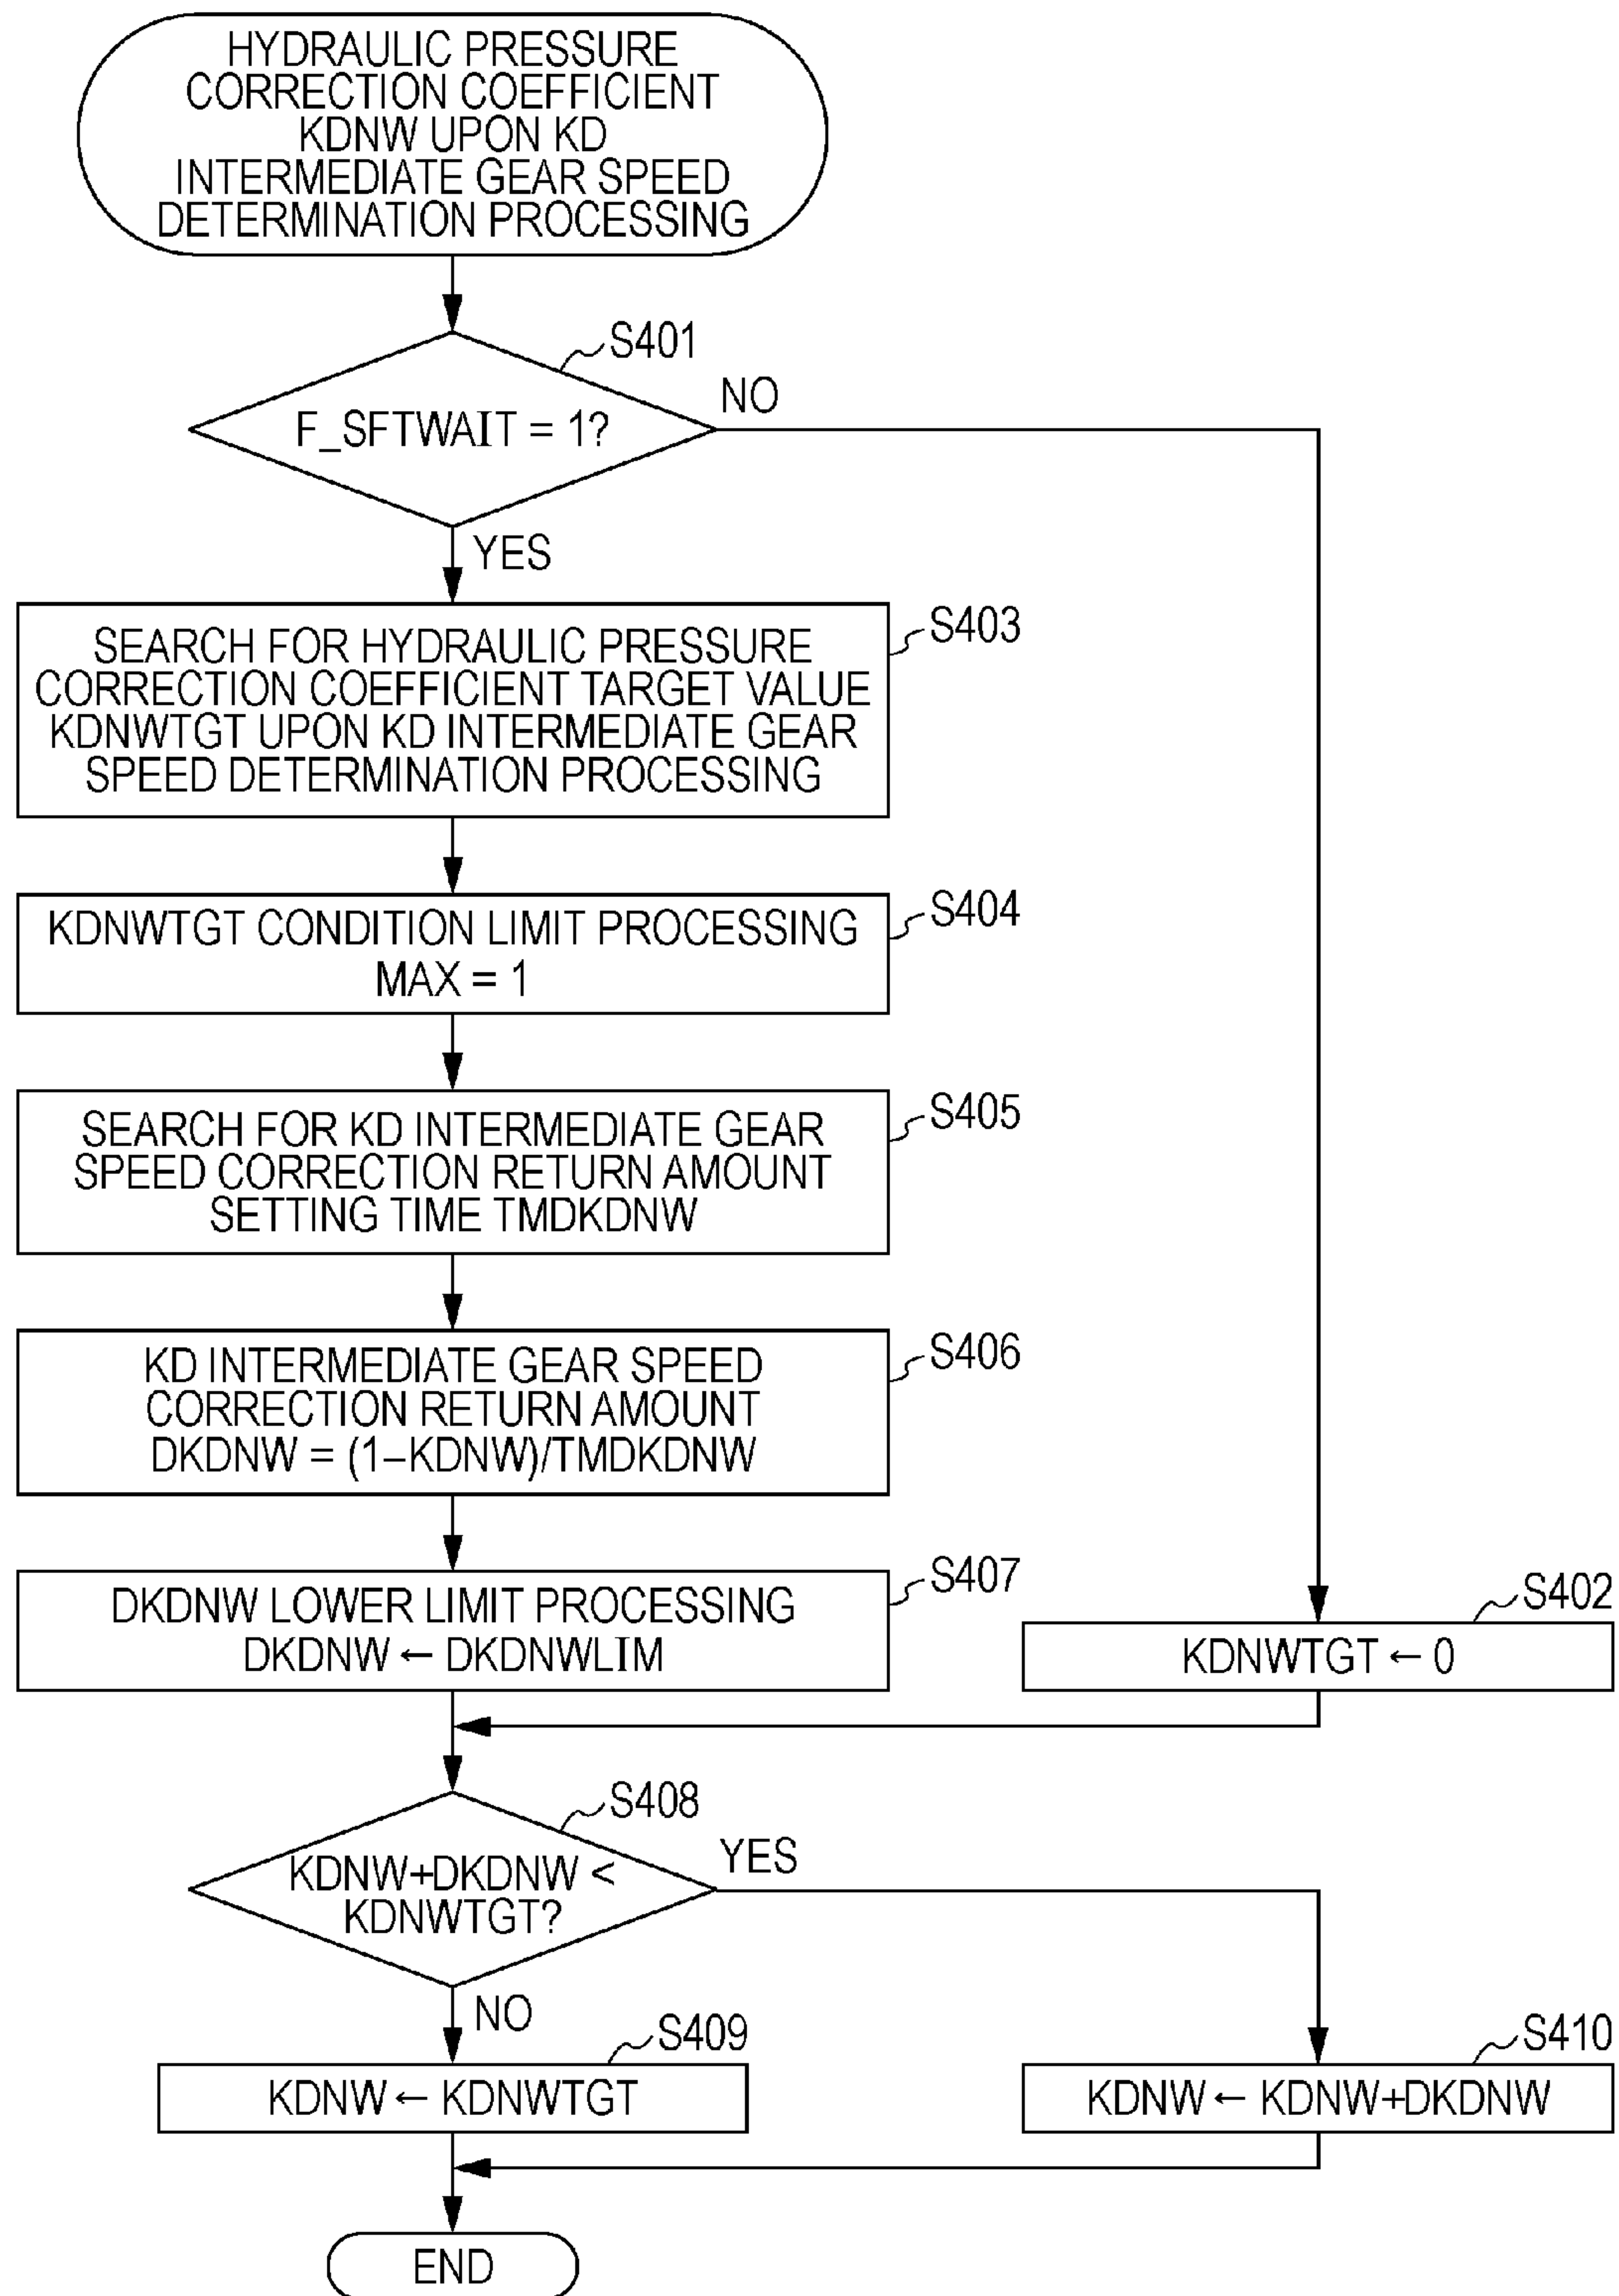 HYDRAULIC PRESSURE
CORRECTION COEFFICIENT
KDNW UPON KD
INTERMEDIATE GEAR SPEED
DETERMINATION PROCESSING
S401
F_SFTWAIT = 1?
NO
YES
S403
SEARCH FOR HYDRAULIC PRESSURE
CORRECTION COEFFICIENT TARGET VALUE
KDNWTGT UPON KD INTERMEDIATE GEAR
SPEED DETERMINATION PROCESSING
S404
KDNWTGT CONDITION LIMIT PROCESSING
MAX = 1
S405
SEARCH FOR KD INTERMEDIATE GEAR
SPEED CORRECTION RETURN AMOUNT
SETTING TIME TMDKDNW
S406
KD INTERMEDIATE GEAR SPEED
CORRECTION RETURN AMOUNT
DKDNW = (1–KDNW)/TMDKDNW
S407
DKDNW LOWER LIMIT PROCESSING
DKDNW ← DKDNWLIM
S402
KDNWTGT ← 0
S408
KDNW+DKDNW <
KDNWTGT?
YES
NO
S409
KDNW ← KDNWTGT
S410
KDNW ← KDNW+DKDNW
END